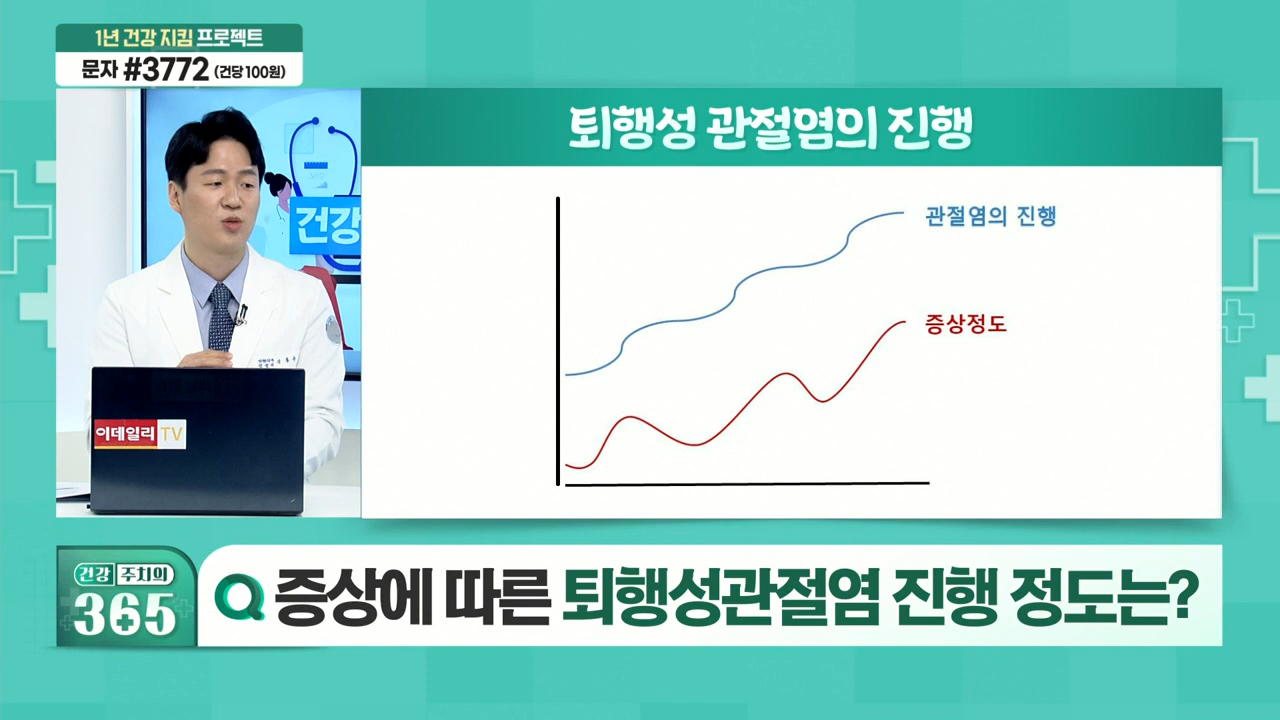 1년 건강 지킴 프로젝트
문자 #3772 (건당 100원)
퇴행성 관절염의 진행
건강
관절염의 진행
증상정도
이데일리 TV
건강 주치의
365
Q 증상에 따른 퇴행성관절염 진행 정도는?